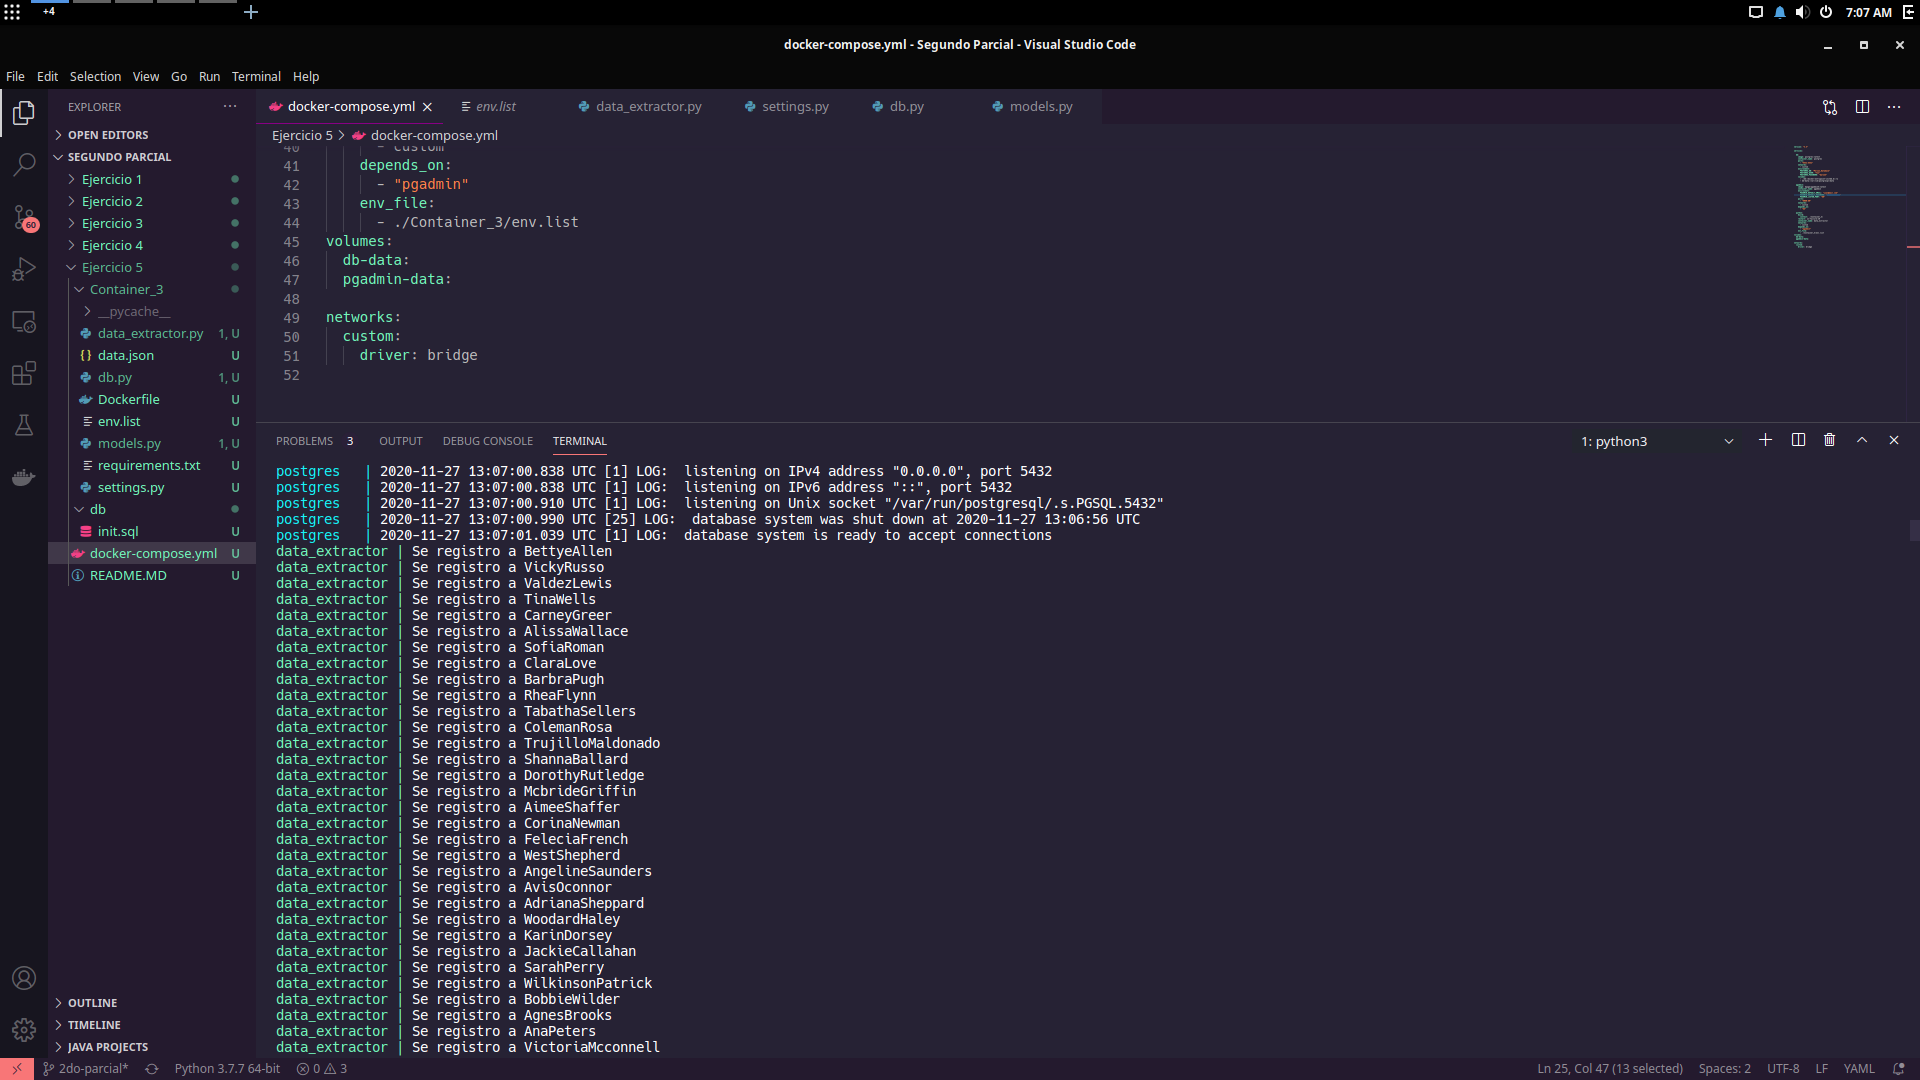 +4
7:07 AM
docker-compose.yml - Segundo Parcial - Visual Studio Code
File Edit Selection View Go Run Terminal Help
EXPLORER
docker-compose.yml
env.list
data_extractor.py
settings.py
db.py
models.py
OPEN EDITORS
SEGUNDO PARCIAL
Ejercicio 1
Ejercicio 2
Ejercicio 3
Ejercicio 4
Ejercicio 5
Container_3
__pycache__
data_extractor.py 1, U
data.json U
db.py 1, U
Dockerfile U
env.list U
models.py 1, U
requirements.txt U
settings.py U
db
init.sql U
docker-compose.yml U
README.MD U
OUTLINE
TIMELINE
JAVA PROJECTS
60
Ejercicio 5 > docker-compose.yml
40 - custom
41 depends_on:
42 - "pgadmin"
43 env_file:
44 - ./Container_3/env.list
45 volumes:
46 db-data:
47 pgadmin-data:
48
49 networks:
50 custom:
51 driver: bridge
52
PROBLEMS 3 OUTPUT DEBUG CONSOLE TERMINAL
1: python3
postgres | 2020-11-27 13:07:00.838 UTC [1] LOG: listening on IPv4 address "0.0.0.0", port 5432
postgres | 2020-11-27 13:07:00.838 UTC [1] LOG: listening on IPv6 address "::", port 5432
postgres | 2020-11-27 13:07:00.910 UTC [1] LOG: listening on Unix socket "/var/run/postgresql/.s.PGSQL.5432"
postgres | 2020-11-27 13:07:00.990 UTC [25] LOG: database system was shut down at 2020-11-27 13:06:56 UTC
postgres | 2020-11-27 13:07:01.039 UTC [1] LOG: database system is ready to accept connections
data_extractor | Se registro a BettyeAllen
data_extractor | Se registro a VickyRusso
data_extractor | Se registro a ValdezLewis
data_extractor | Se registro a TinaWells
data_extractor | Se registro a CarneyGreer
data_extractor | Se registro a AlissaWallace
data_extractor | Se registro a SofiaRoman
data_extractor | Se registro a ClaraLove
data_extractor | Se registro a BarbraPugh
data_extractor | Se registro a RheaFlynn
data_extractor | Se registro a TabathaSellers
data_extractor | Se registro a ColemanRosa
data_extractor | Se registro a TrujilloMaldonado
data_extractor | Se registro a ShannaBallard
data_extractor | Se registro a DorothyRutledge
data_extractor | Se registro a McbrideGriffin
data_extractor | Se registro a AimeeShaffer
data_extractor | Se registro a CorinaNewman
data_extractor | Se registro a FeleciaFrench
data_extractor | Se registro a WestShepherd
data_extractor | Se registro a AngelineSaunders
data_extractor | Se registro a AvisOconnor
data_extractor | Se registro a AdrianaSheppard
data_extractor | Se registro a WoodardHaley
data_extractor | Se registro a KarinDorsey
data_extractor | Se registro a JackieCallahan
data_extractor | Se registro a SarahPerry
data_extractor | Se registro a WilkinsonPatrick
data_extractor | Se registro a BobbieWilder
data_extractor | Se registro a AgnesBrooks
data_extractor | Se registro a AnaPeters
data_extractor | Se registro a VictoriaMcconnell
2do-parcial* Python 3.7.7 64-bit 0 3 Ln 25, Col 47 (13 selected) Spaces: 2 UTF-8 LF YAML